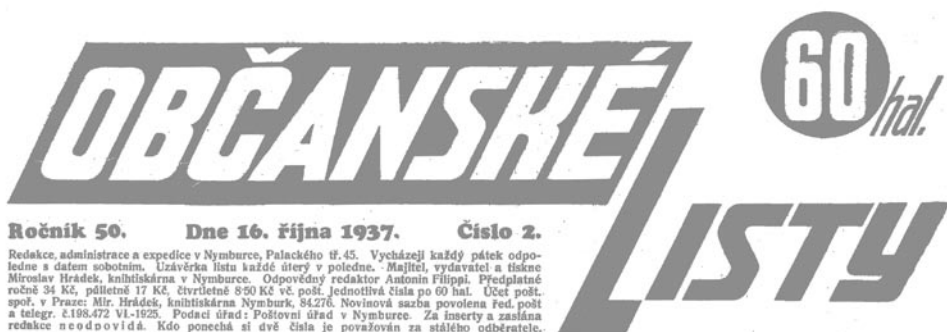 OBČANSKÉ
LISTY
60 hal.
Ročník 50. Dne 16. října 1937. Číslo 2.
Redakce, administrace a expedice v Nymburce, Palackého tř. 45. Vycházejí každý pátek odpo-
ledne s datem sobotním. Uzávěrka listu každé úterý v poledne. Majitel, vydavatel a tiskne
Miroslav Hrádek, knihtiskárna v Nymburce. Odpovědný redaktor Antonin Filippi. Předplatné
ročně 34 Kč, půlletně 17 Kč, čtvrtletně 8·50 Kč vč. pošt. Jednotlivá čísla po 60 hal. Účet pošt.
spoř. v Praze: Mir. Hrádek, knihtiskárna Nymburk, 84.276. Novinová sazba povolena řed. pošt
a telegr. č.198.472 VI.-1925. Podací úřad: Poštovní úřad v Nymburce. Za inserty a zaslána
redakce neodpovídá. Kdo ponechá si dvě čísla je považován za stálého odběratele.